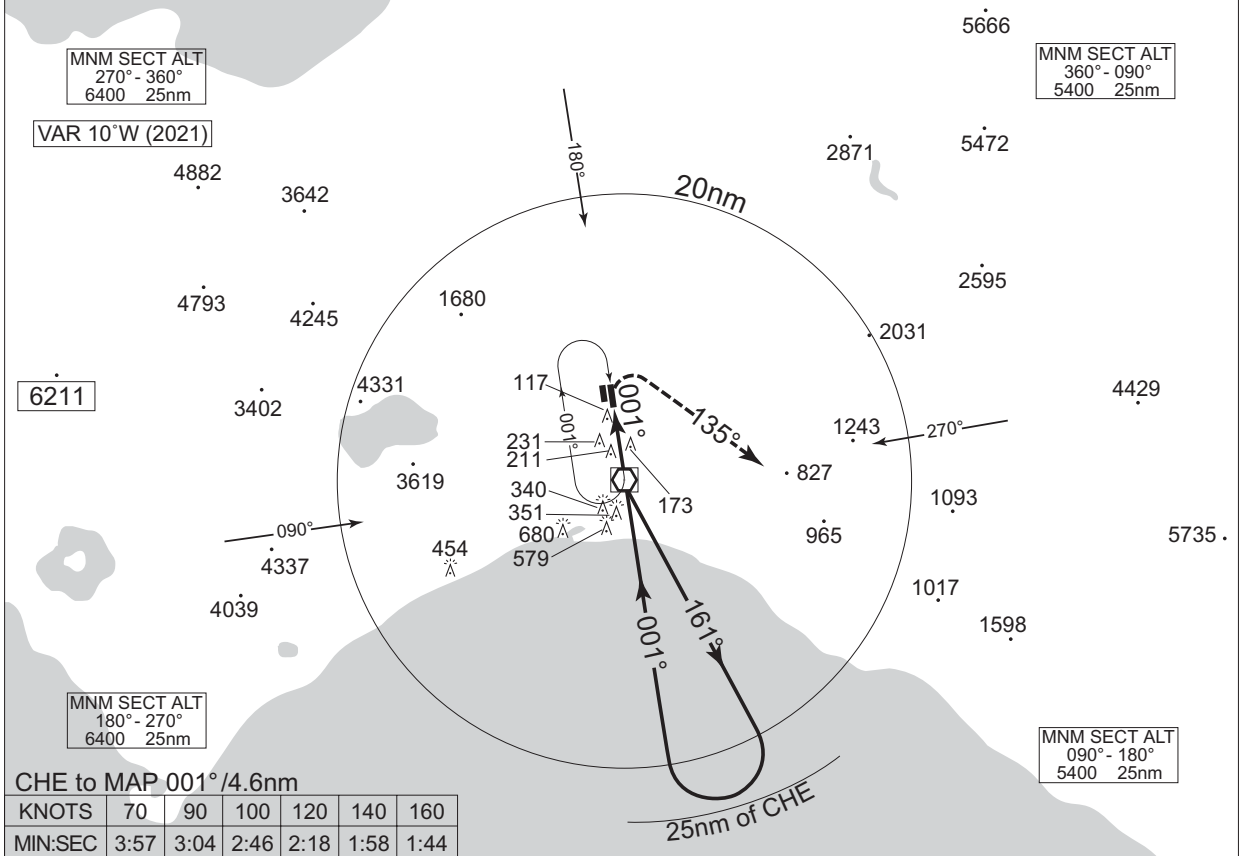 5666
MNM SECT ALT
270° - 360°
6400 25nm
MNM SECT ALT
360° - 090°
5400 25nm
VAR 10°W (2021)
180°
2871
5472
4882
3642
20nm
2595
4793
4245
1680
2031
6211
3402
4331
117
001°
001°
135°
4429
1243
270°
231
211
827
3619
340
173
1093
351
090°
680
965
5735
579
454
4337
4039
1017
161°
1598
001°
MNM SECT ALT
180° - 270°
6400 25nm
MNM SECT ALT
090° - 180°
5400 25nm
25nm of CHE
CHE to MAP 001°/4.6nm
KNOTS 70 90 100 120 140 160
MIN:SEC 3:57 3:04 2:46 2:18 1:58 1:44